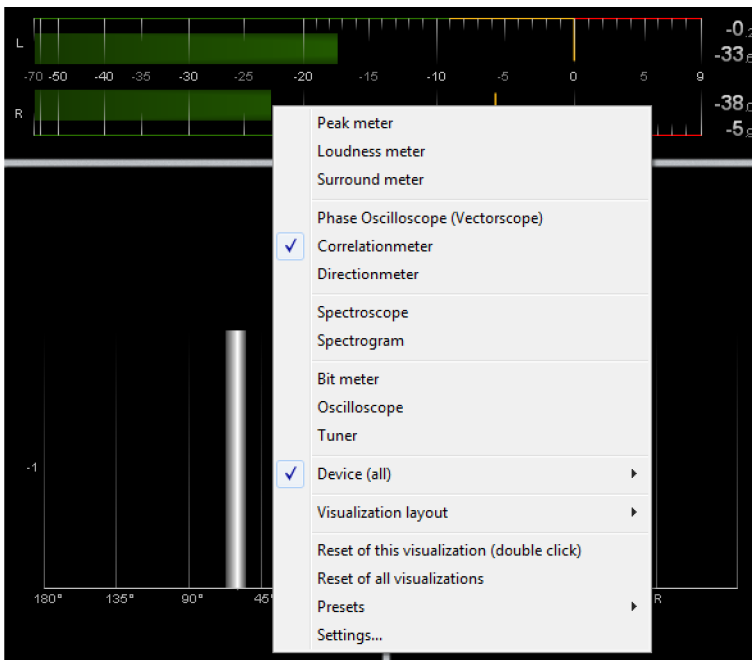 L
-0.2
-33.6
-70 -50 -40 -35 -30 -25 -20 -15 -10 -5 0 5 9
R
-38.0
-5.9
Peak meter
Loudness meter
Surround meter
Phase Oscilloscope (Vectorscope)
Correlationmeter
Directionmeter
Spectroscope
Spectrogram
Bit meter
Oscilloscope
Tuner
-1
Device (all)
Visualization layout
Reset of this visualization (double click)
Reset of all visualizations
180° 135° 90° 45° R
Presets
Settings...